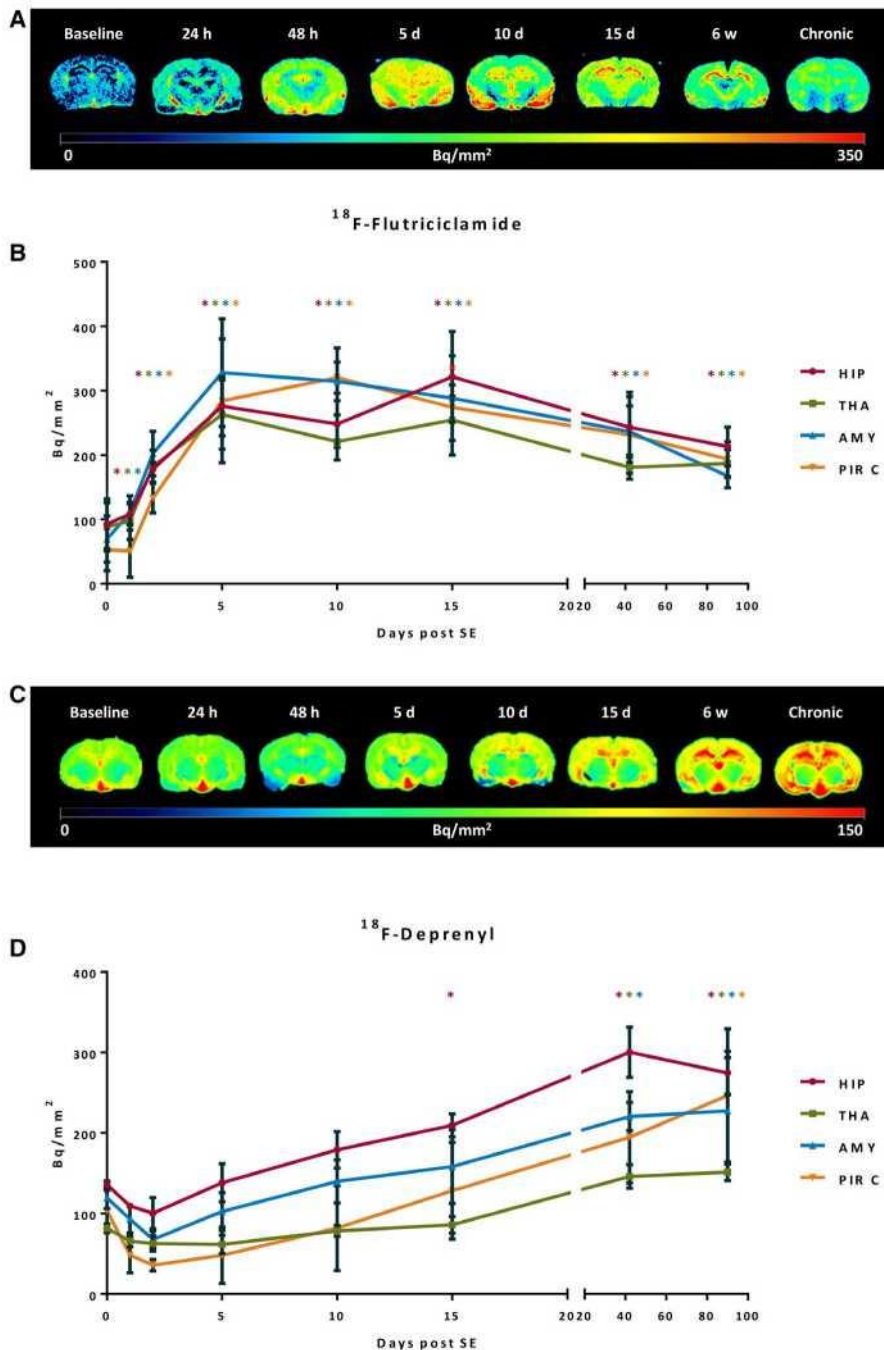 A
Baseline 24 h 48 h 5 d 10 d 15 d 6 w Chronic
0 Bq/mm² 350
¹⁸F-Flutriciclamide
B
500
400
300
200
100
0
Bq/mm²
* * * *
* * * *
* * * *
* * * *
* * *
* * * *
* * * *
HIP
THA
AMY
PIR C
0 5 10 15 20 20 40 60 80 100
Days post SE
C
Baseline 24 h 48 h 5 d 10 d 15 d 6 w Chronic
0 Bq/mm² 150
¹⁸F-Deprenyl
D
400
300
200
100
0
Bq/mm²
* * * * * * * *
HIP
THA
AMY
PIR C
0 5 10 15 20 20 40 60 80 100
Days post SE